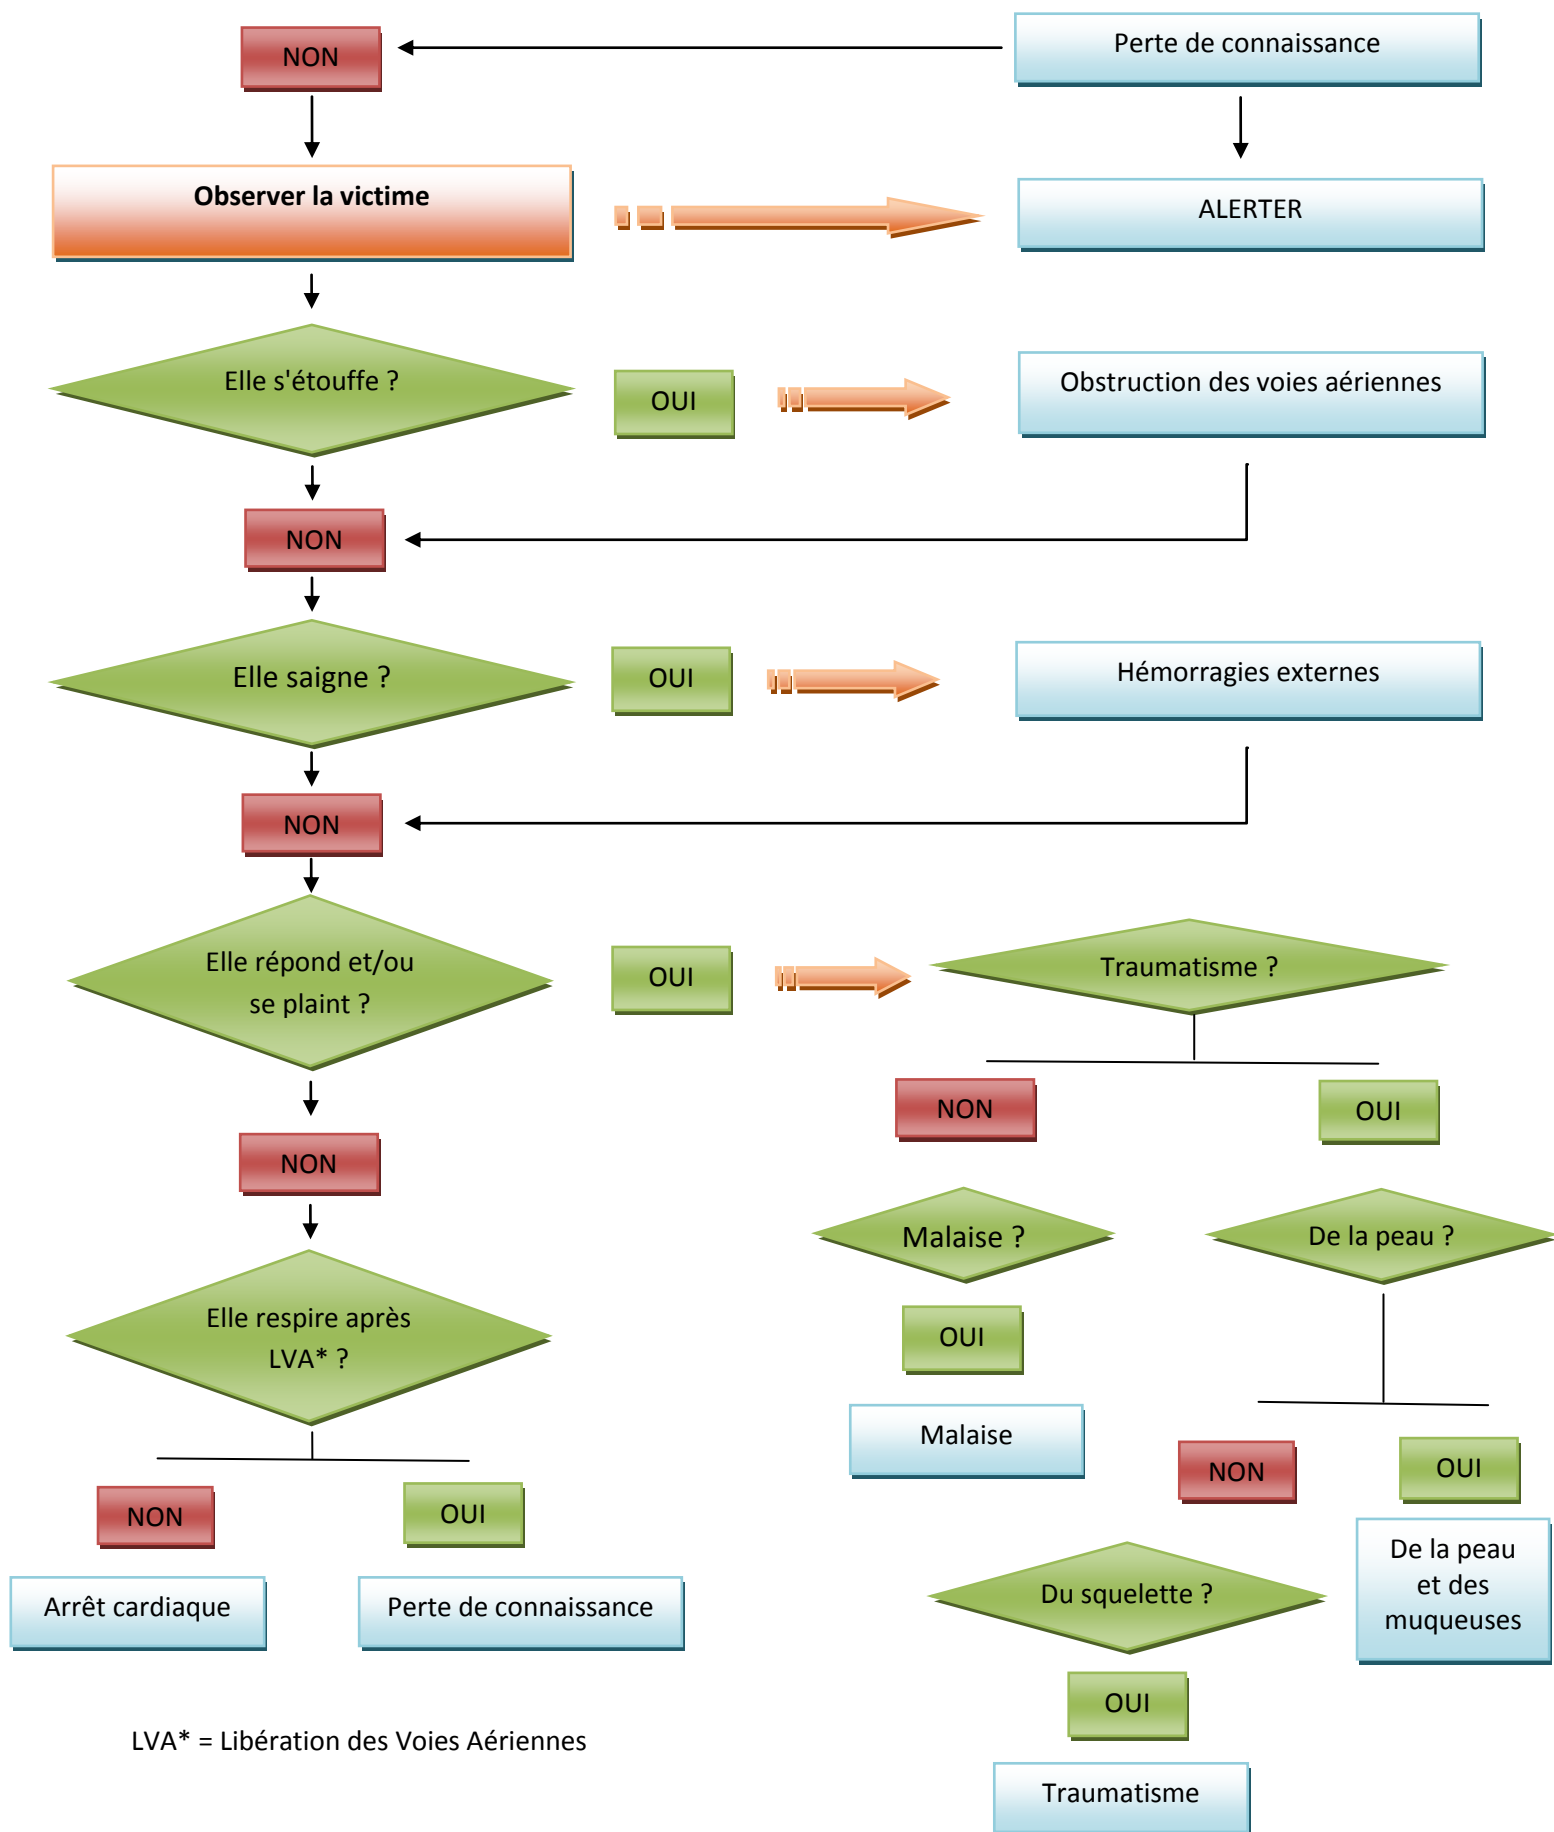 NON
Perte de connaissance
Observer la victime
ALERTER
Elle s'étouffe ?
OUI
Obstruction des voies aériennes
NON
Elle saigne ?
OUI
Hémorragies externes
NON
Elle répond et/ou
se plaint ?
OUI
Traumatisme ?
NON
OUI
NON
Malaise ?
De la peau ?
Elle respire après
LVA* ?
OUI
Malaise
NON
OUI
NON
OUI
De la peau
et des
muqueuses
Arrêt cardiaque
Perte de connaissance
Du squelette ?
OUI
LVA* = Libération des Voies Aériennes
Traumatisme